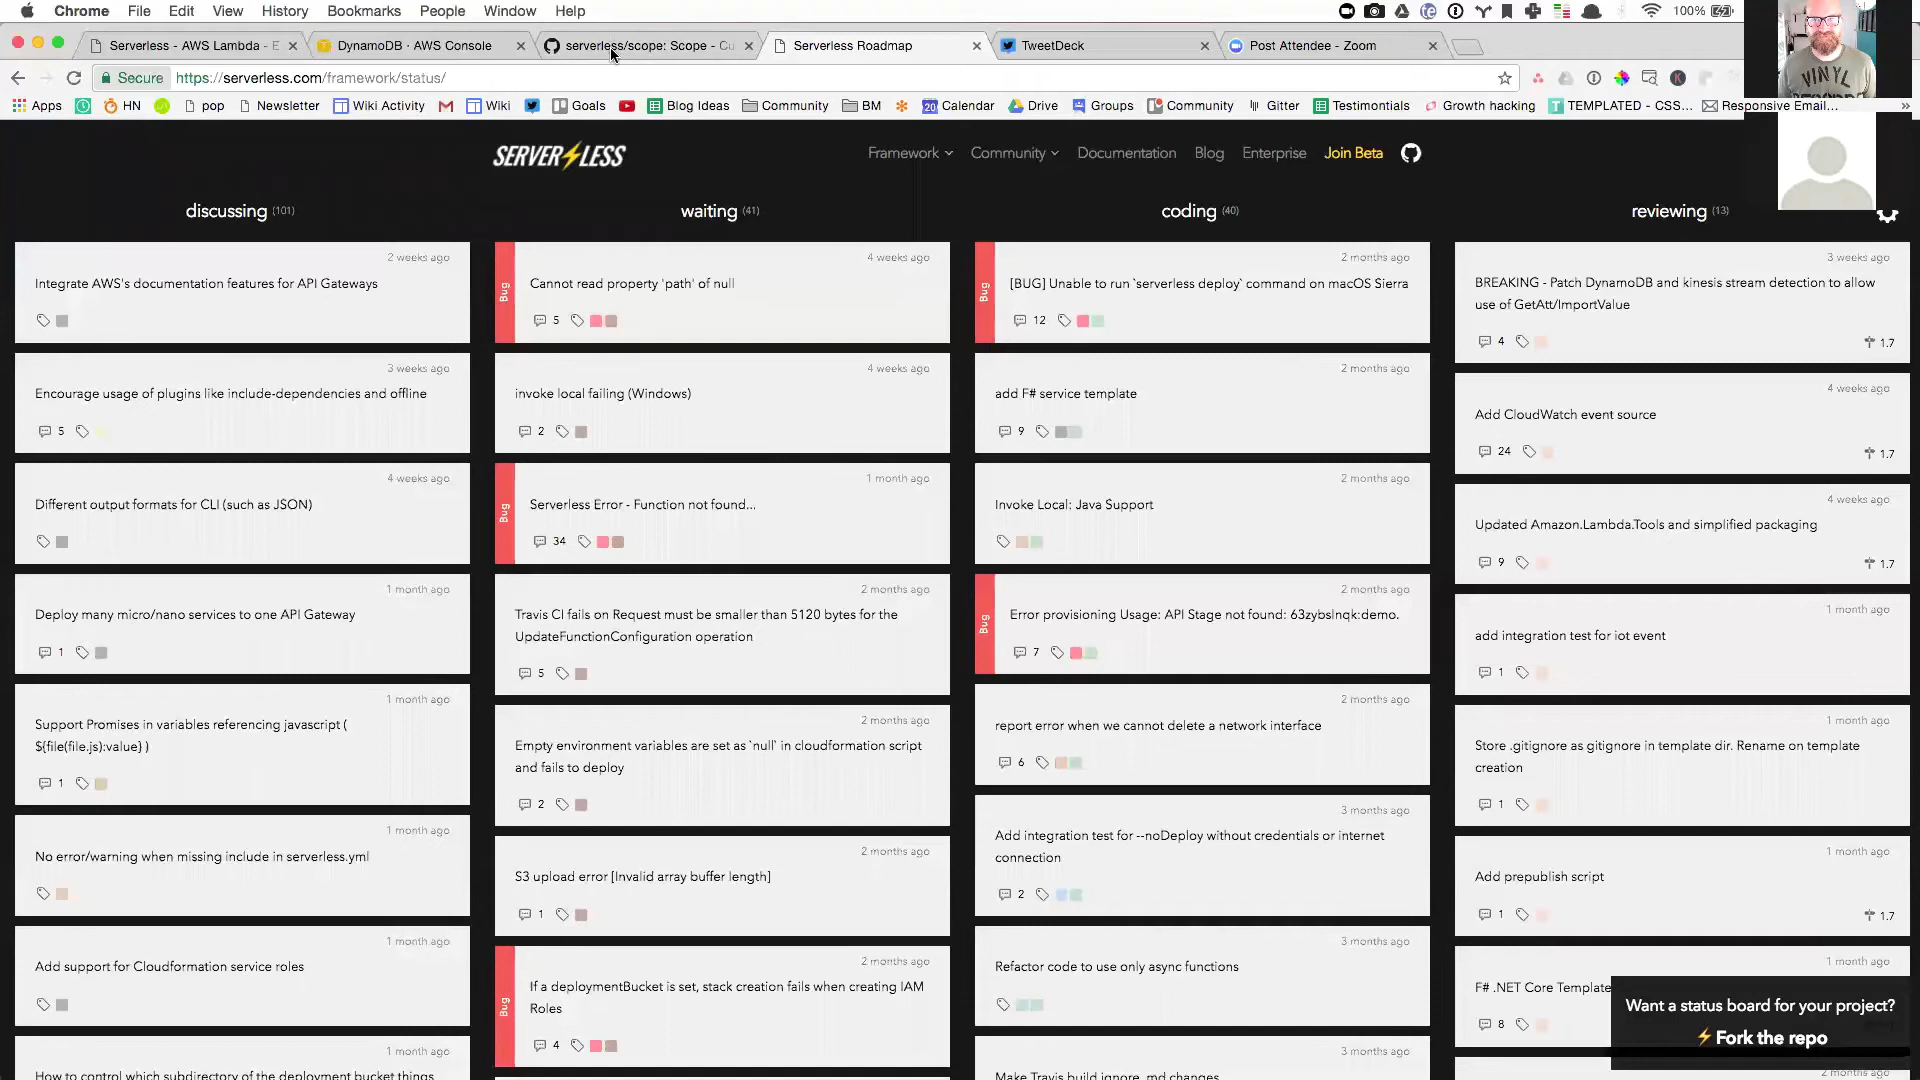 Chrome File Edit View History Bookmarks People Window Help
100%
Serverless - AWS Lambda - E
DynamoDB · AWS Console
serverless/scope: Scope - Cu
Serverless Roadmap
TweetDeck
Post Attendee - Zoom
Secure https://serverless.com/framework/status/
Apps HN pop Newsletter Wiki Activity Wiki Goals Blog Ideas Community BM Calendar Drive Groups Community Gitter Testimonials Growth hacking TEMPLATED - CSS... Responsive Email... »
VINYL
SERVERLESS
Framework Community Documentation Blog Enterprise Join Beta
discussing (101)
2 weeks ago
Integrate AWS's documentation features for API Gateways
3 weeks ago
Encourage usage of plugins like include-dependencies and offline
5
4 weeks ago
Different output formats for CLI (such as JSON)
1 month ago
Deploy many micro/nano services to one API Gateway
1
1 month ago
Support Promises in variables referencing javascript (
${file(file.js):value} )
1
1 month ago
No error/warning when missing include in serverless.yml
1 month ago
Add support for Cloudformation service roles
1 month ago
How to control which subdirectory of the deployment bucket things
waiting (41)
Bug
4 weeks ago
Cannot read property 'path' of null
5
4 weeks ago
invoke local failing (Windows)
2
Bug
1 month ago
Serverless Error - Function not found...
34
2 months ago
Travis CI fails on Request must be smaller than 5120 bytes for the
UpdateFunctionConfiguration operation
5
2 months ago
Empty environment variables are set as `null` in cloudformation script
and fails to deploy
2
2 months ago
S3 upload error [Invalid array buffer length]
1
Bug
2 months ago
If a deploymentBucket is set, stack creation fails when creating IAM
Roles
4
coding (40)
Bug
2 months ago
[BUG] Unable to run `serverless deploy` command on macOS Sierra
12
2 months ago
add F# service template
9
2 months ago
Invoke Local: Java Support
Bug
2 months ago
Error provisioning Usage: API Stage not found: 63zybslnqk:demo.
7
2 months ago
report error when we cannot delete a network interface
6
3 months ago
Add integration test for --noDeploy without credentials or internet
connection
2
3 months ago
Refactor code to use only async functions
3 months ago
Make Travis build ignore .md changes
reviewing (13)
3 weeks ago
BREAKING - Patch DynamoDB and kinesis stream detection to allow
use of GetAtt/ImportValue
4 1.7
4 weeks ago
Add CloudWatch event source
24 1.7
4 weeks ago
Updated Amazon.Lambda.Tools and simplified packaging
9 1.7
1 month ago
add integration test for iot event
1
1 month ago
Store .gitignore as gitignore in template dir. Rename on template
creation
1
1 month ago
Add prepublish script
1 1.7
1 month ago
F# .NET Core Template
8
2 months ago
Want a status board for your project?
Fork the repo